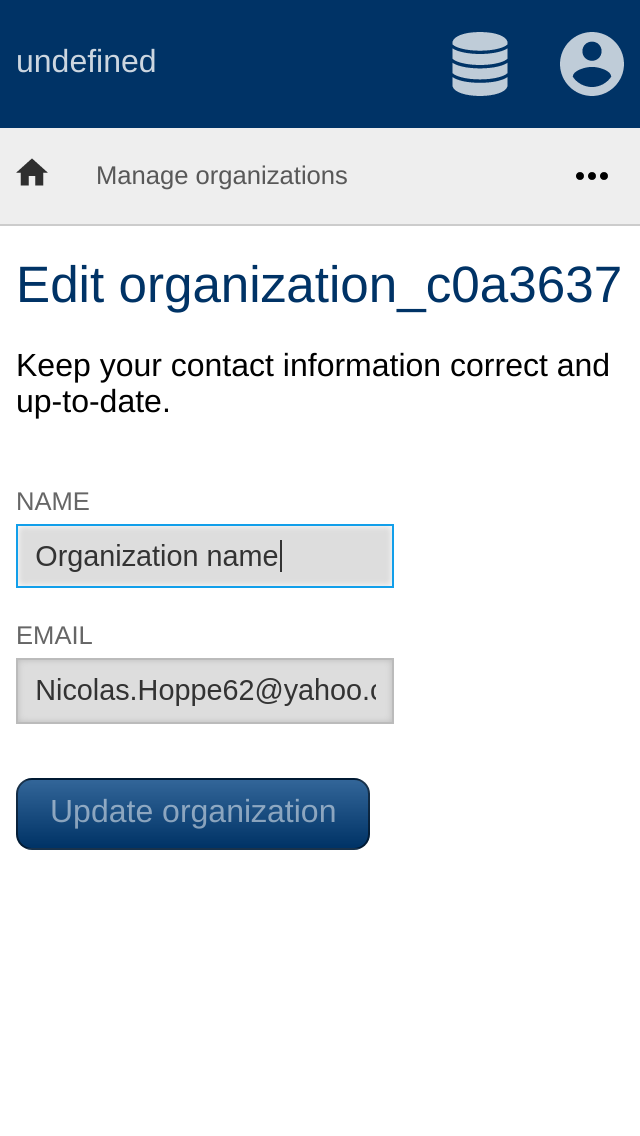 undefined
Manage organizations
Edit organization_c0a3637
Keep your contact information correct and
up-to-date.
NAME
Organization name
EMAIL
Nicolas.Hoppe62@yahoo.c
Update organization